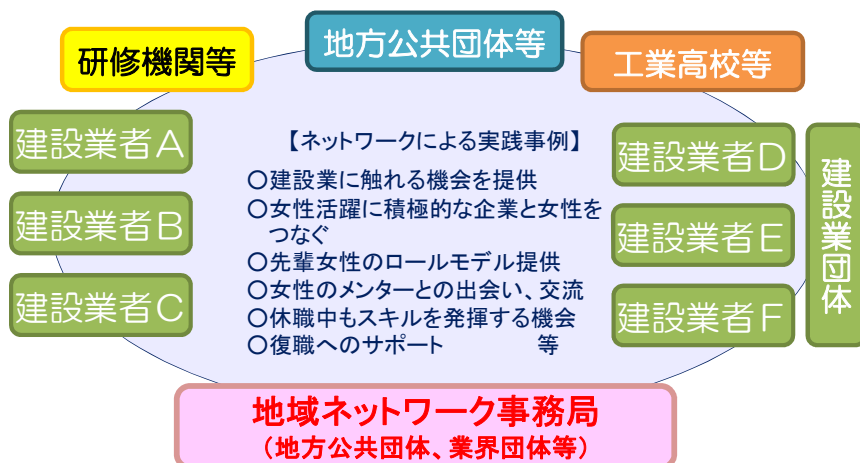 地方公共団体等
研修機関等
工業高校等
建設業者A
建設業者B
建設業者C
【ネットワークによる実践事例】
○建設業に触れる機会を提供
○女性活躍に積極的な企業と女性を
つなぐ
○先輩女性のロールモデル提供
○女性のメンターとの出会い、交流
○休職中もスキルを発揮する機会
○復職へのサポート 等
建設業者D
建設業者E
建設業者F
建設業団体
地域ネットワーク事務局
(地方公共団体、業界団体等)